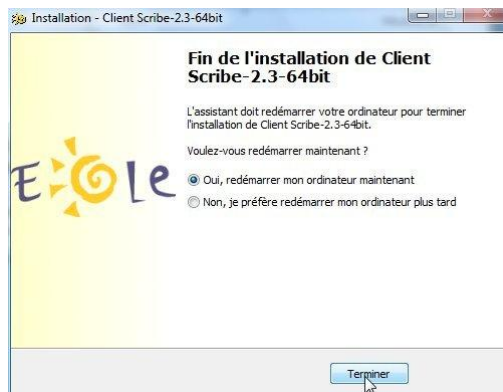 Installation - Client Scribe-2.3-64bit
Fin de l'installation de Client
Scribe-2.3-64bit
L'assistant doit redémarrer votre ordinateur pour terminer
l'installation de Client Scribe-2.3-64bit.
Voulez-vous redémarrer maintenant ?
EOLE
Oui, redémarrer mon ordinateur maintenant
Non, je préfère redémarrer mon ordinateur plus tard
Terminer